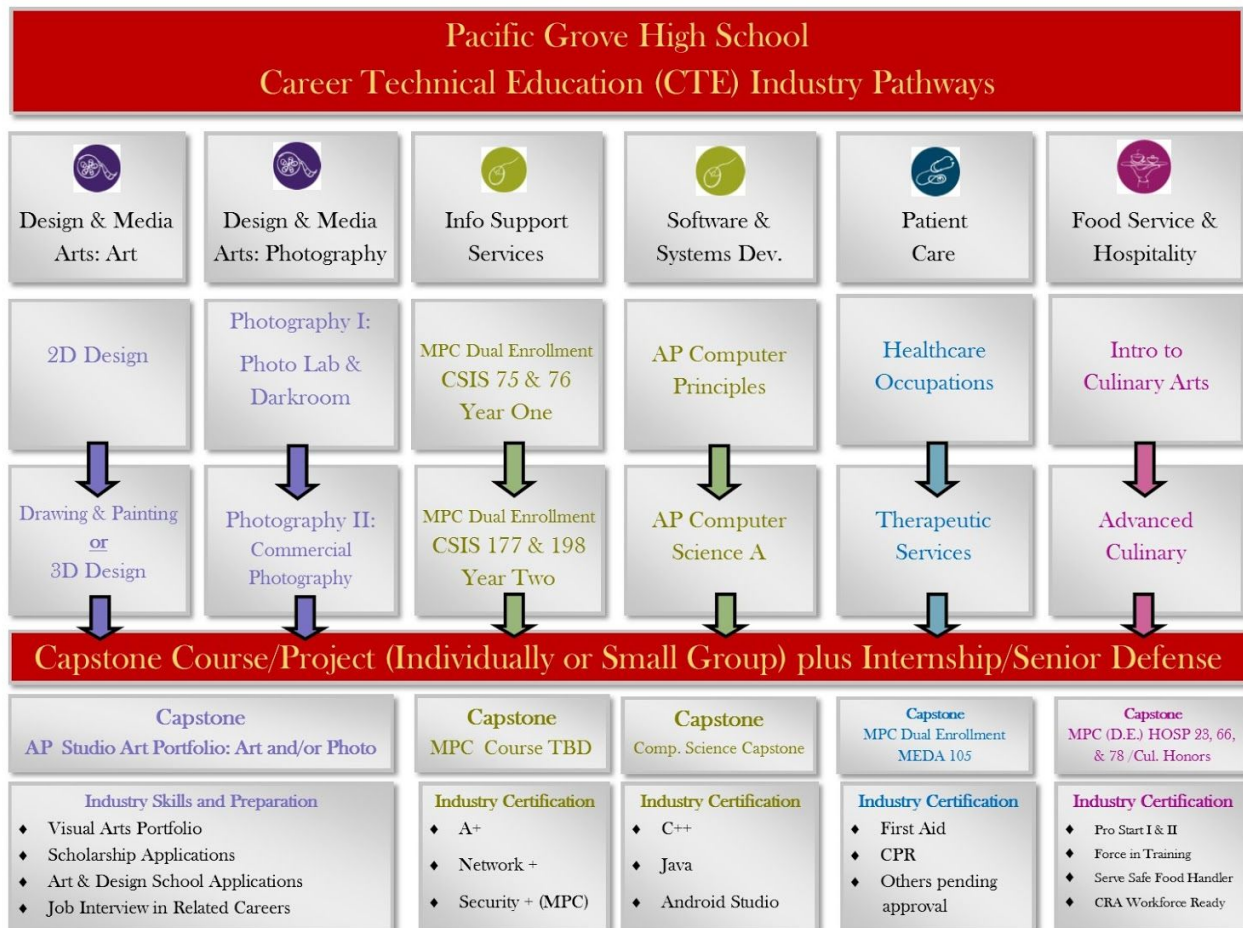 Pacific Grove High School
Career Technical Education (CTE) Industry Pathways
Design & Media
Arts: Art
Design & Media
Arts: Photography
Info Support
Services
Software &
Systems Dev.
Patient
Care
Food Service &
Hospitality
2D Design
Photography I:
Photo Lab &
Darkroom
MPC Dual Enrollment
CSIS 75 & 76
Year One
AP Computer
Principles
Healthcare
Occupations
Intro to
Culinary Arts
Drawing & Painting
or
3D Design
Photography II:
Commercial
Photography
MPC Dual Enrollment
CSIS 177 & 198
Year Two
AP Computer
Science A
Therapeutic
Services
Advanced
Culinary
Capstone Course/Project (Individually or Small Group) plus Internship/Senior Defense
Capstone
AP Studio Art Portfolio: Art and/or Photo
Capstone
MPC Course TBD
Capstone
Comp. Science Capstone
Capstone
MPC Dual Enrollment
MEDA 105
Capstone
MPC (D.E.) HOSP 23, 66,
& 78 /Cul. Honors
Industry Skills and Preparation
♦ Visual Arts Portfolio
♦ Scholarship Applications
♦ Art & Design School Applications
♦ Job Interview in Related Careers
Industry Certification
♦ A+
♦ Network +
♦ Security + (MPC)
Industry Certification
♦ C++
♦ Java
♦ Android Studio
Industry Certification
♦ First Aid
♦ CPR
♦ Others pending
approval
Industry Certification
♦ Pro Start I & II
♦ Force in Training
♦ Serve Safe Food Handler
♦ CRA Workforce Ready